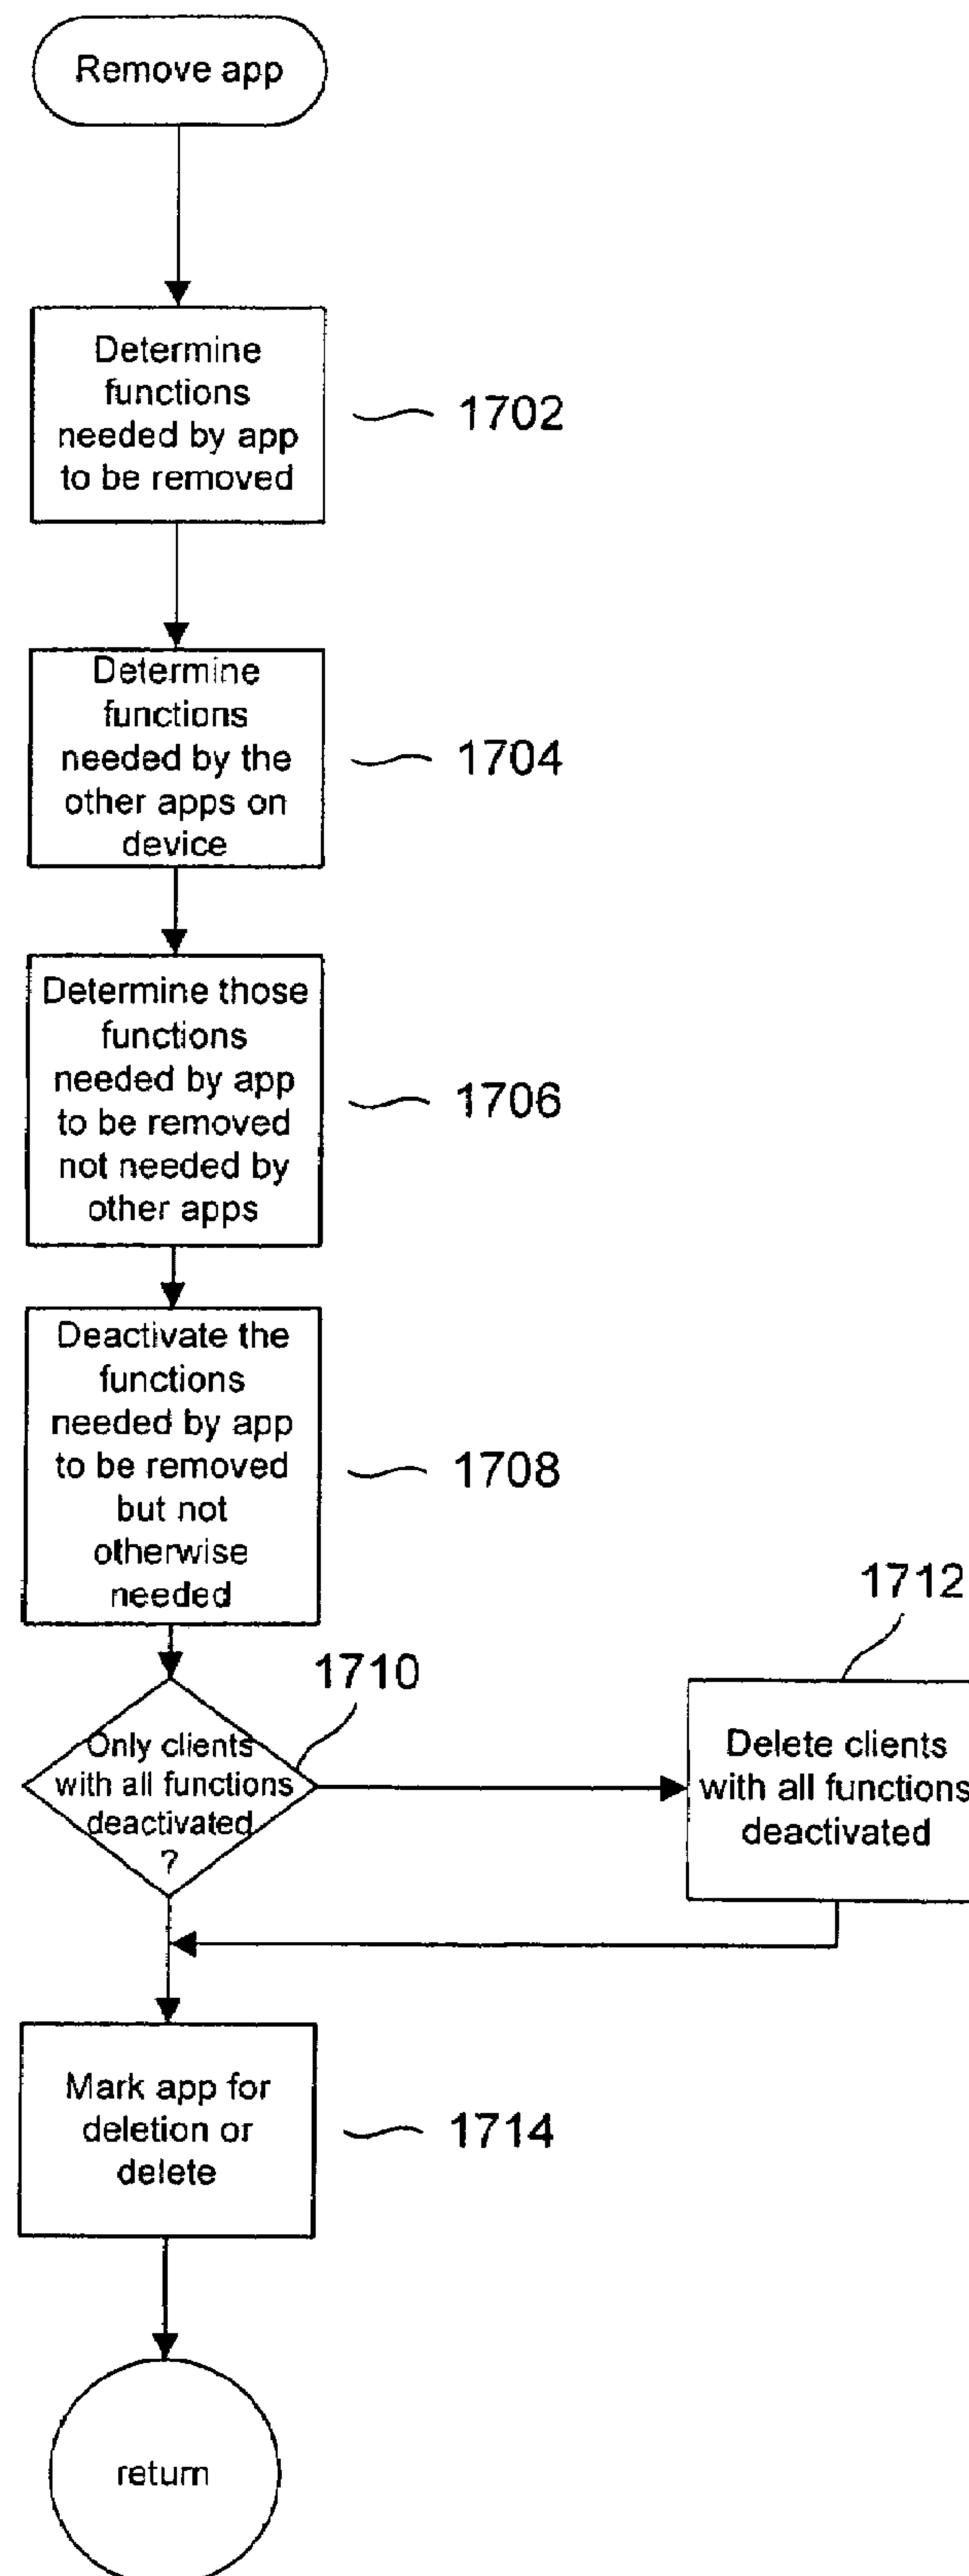 Remove app
Determine
functions
needed by app
to be removed
1702
Determine
functions
needed by the
other apps on
device
1704
Determine those
functions
needed by app
to be removed
not needed by
other apps
1706
Deactivate the
functions
needed by app
to be removed
but not
otherwise
needed
1708
1710
Only clients
with all functions
deactivated
?
1712
Delete clients
with all functions
deactivated
Mark app for
deletion or
delete
1714
return